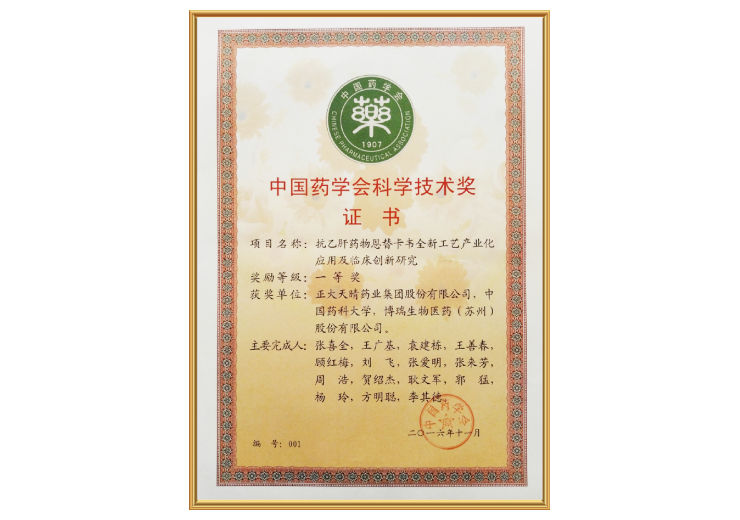 中国药学会
藥
CHINESE PHARMACEUTICAL ASSOCIATION
1907
中国药学会科学技术奖
证 书
项目名称：抗乙肝药物恩替卡韦全新工艺产业化
应用及临床创新研究
奖励等级：一等奖
获奖单位：正大天晴药业集团股份有限公司，中
国药科大学，博瑞生物医药（苏州）
股份有限公司。
主要完成人：张喜全，王广基，袁建栋，王善春，
顾红梅，刘 飞，张爱明，张来芳，
周 浩，贺绍杰，耿文军，郭 猛，
杨 玲，方明聪，李其德
中国药学会
二〇一六年十一月
编 号：001